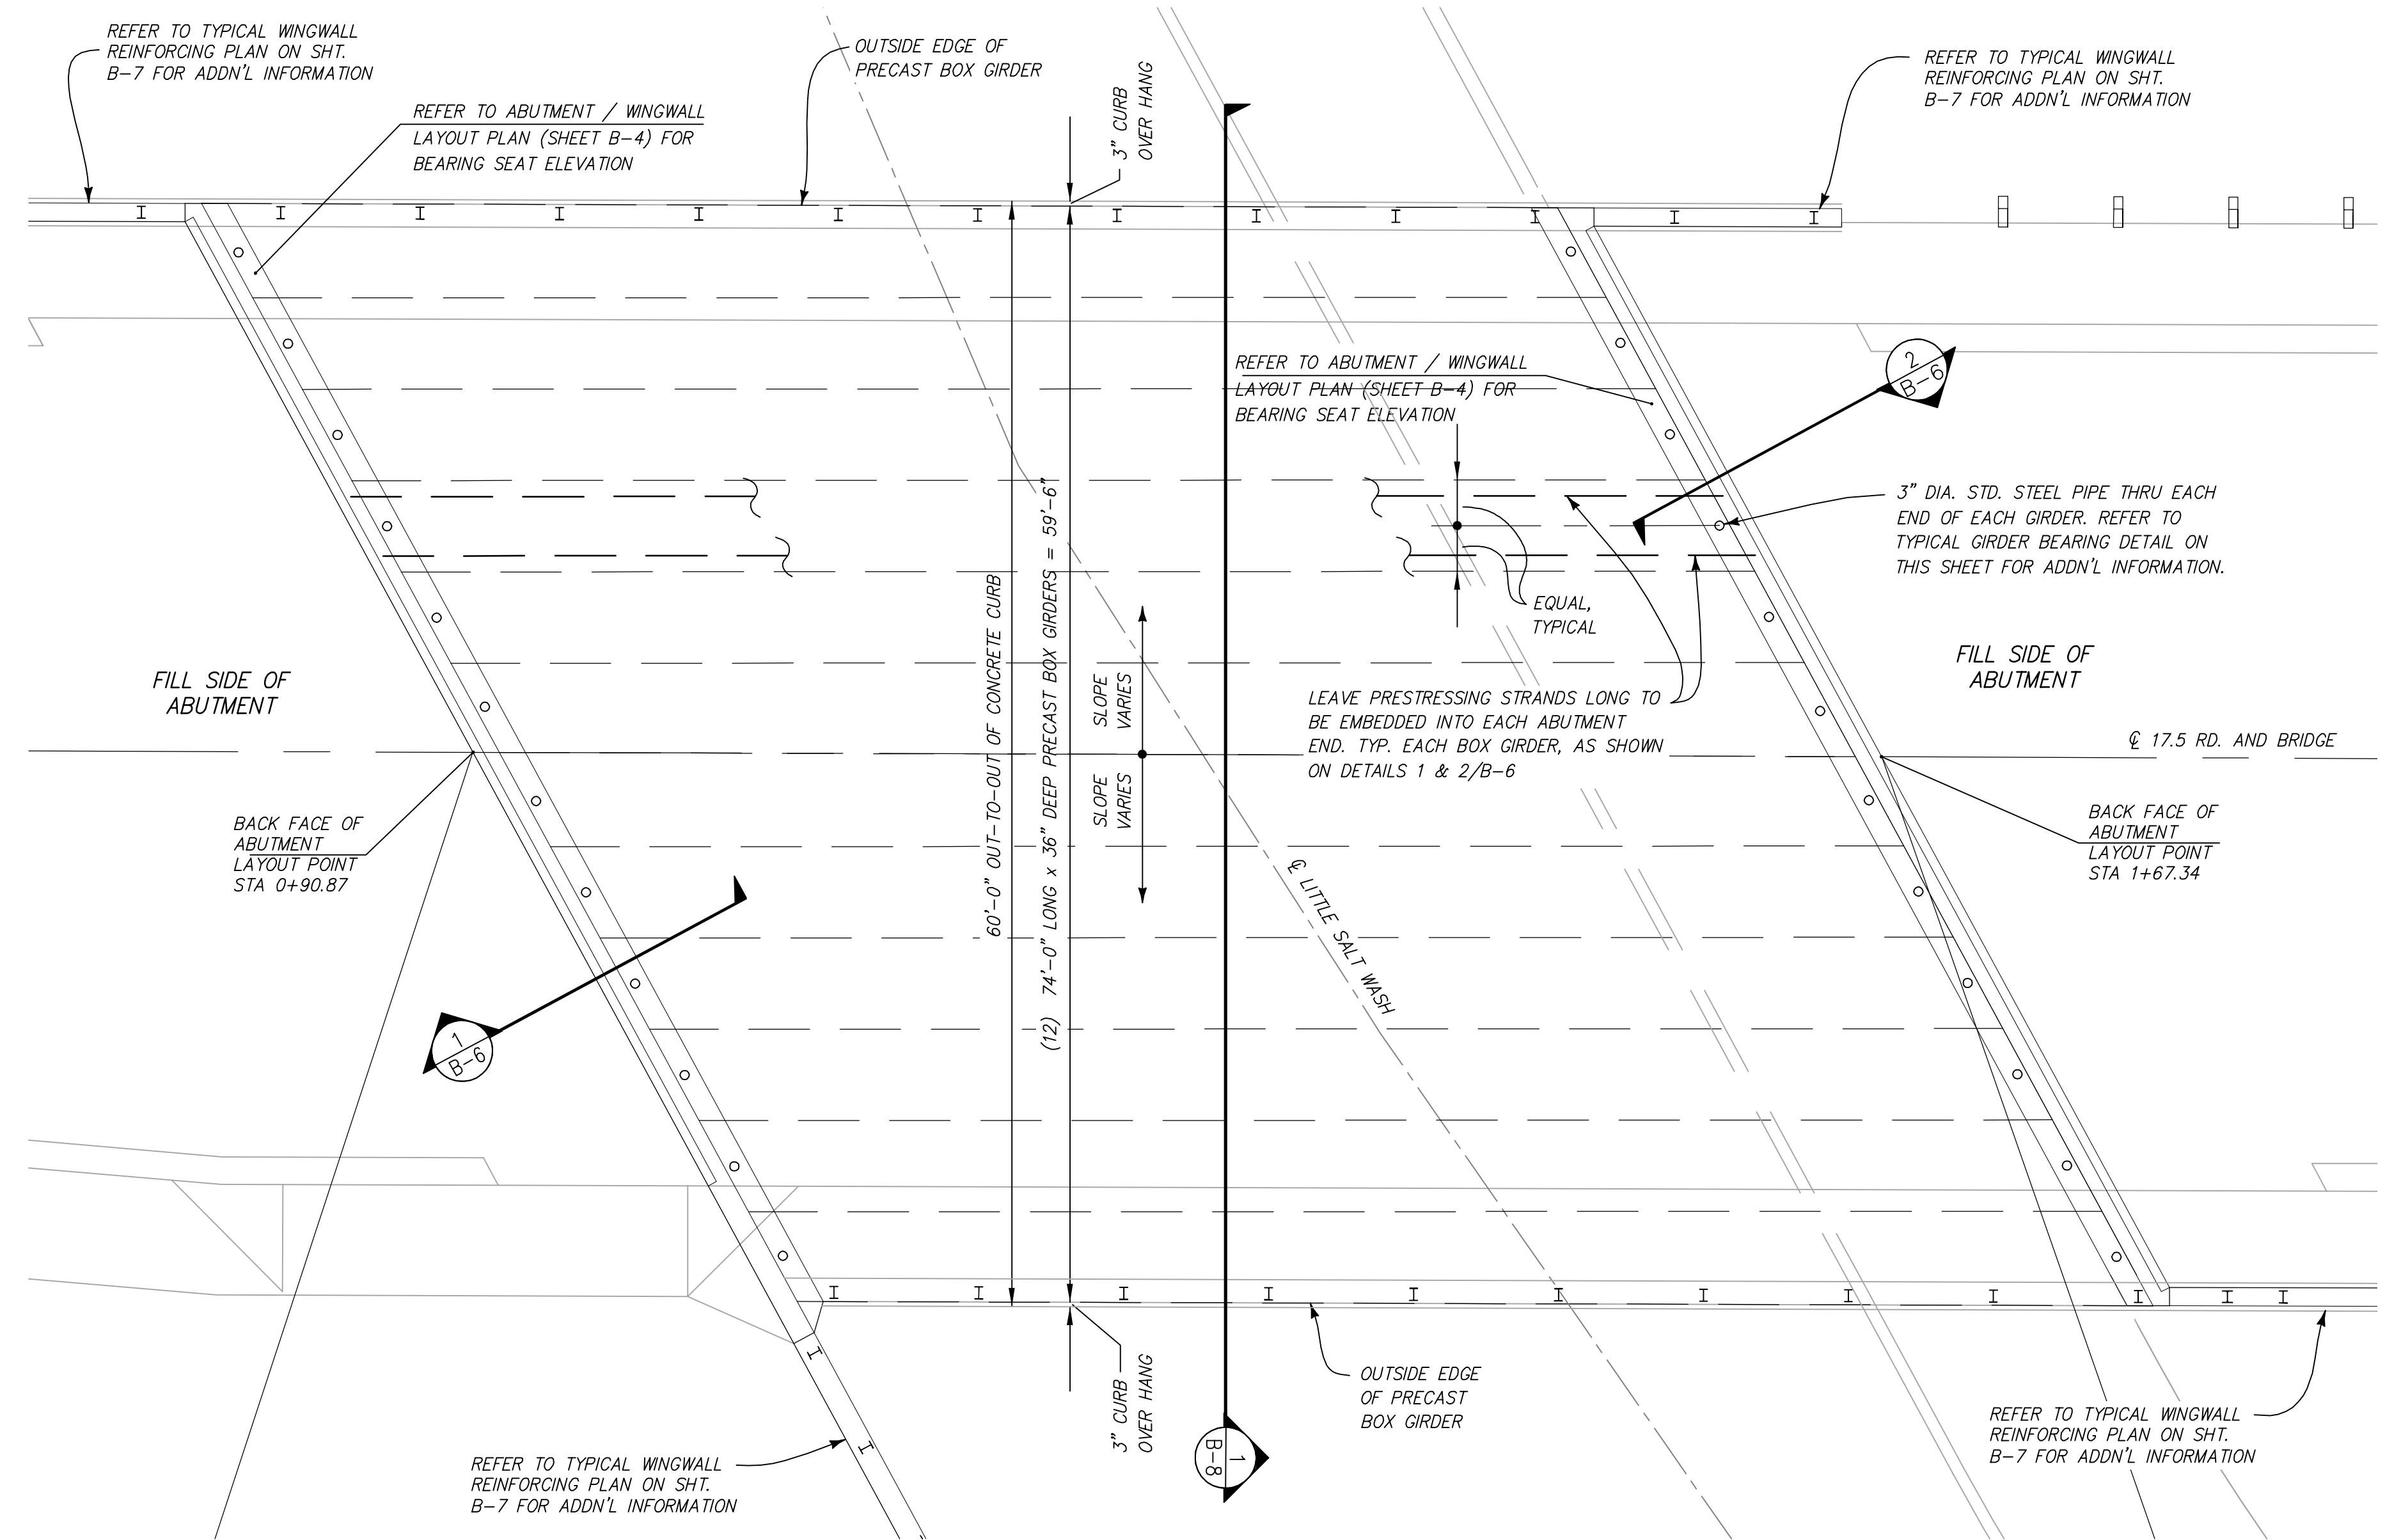 REFER TO TYPICAL WINGWALL
REINFORCING PLAN ON SHT.
B-7 FOR ADDN'L INFORMATION
REFER TO ABUTMENT / WINGWALL
LAYOUT PLAN (SHEET B-4) FOR
BEARING SEAT ELEVATION
OUTSIDE EDGE OF
PRECAST BOX GIRDER
3" CURB
OVER HANG
REFER TO TYPICAL WINGWALL
REINFORCING PLAN ON SHT.
B-7 FOR ADDN'L INFORMATION
REFER TO ABUTMENT / WINGWALL
LAYOUT PLAN (SHEET B-4) FOR
BEARING SEAT ELEVATION
2
B-6
3" DIA. STD. STEEL PIPE THRU EACH
END OF EACH GIRDER. REFER TO
TYPICAL GIRDER BEARING DETAIL ON
THIS SHEET FOR ADDN'L INFORMATION.
EQUAL,
TYPICAL
60'-0" OUT-TO-OUT OF CONCRETE CURB
(12) 74'-0" LONG x 36" DEEP PRECAST BOX GIRDERS = 59'-6"
SLOPE
VARIES
SLOPE
VARIES
FILL SIDE OF
ABUTMENT
LEAVE PRESTRESSING STRANDS LONG TO
BE EMBEDDED INTO EACH ABUTMENT
END. TYP. EACH BOX GIRDER, AS SHOWN
ON DETAILS 1 & 2/B-6
FILL SIDE OF
ABUTMENT
℄ 17.5 RD. AND BRIDGE
BACK FACE OF
ABUTMENT
LAYOUT POINT
STA 0+90.87
BACK FACE OF
ABUTMENT
LAYOUT POINT
STA 1+67.34
℄ LITTLE SALT WASH
1
B-6
3" CURB
OVER HANG
OUTSIDE EDGE
OF PRECAST
BOX GIRDER
1
B-8
REFER TO TYPICAL WINGWALL
REINFORCING PLAN ON SHT.
B-7 FOR ADDN'L INFORMATION
REFER TO TYPICAL WINGWALL
REINFORCING PLAN ON SHT.
B-7 FOR ADDN'L INFORMATION